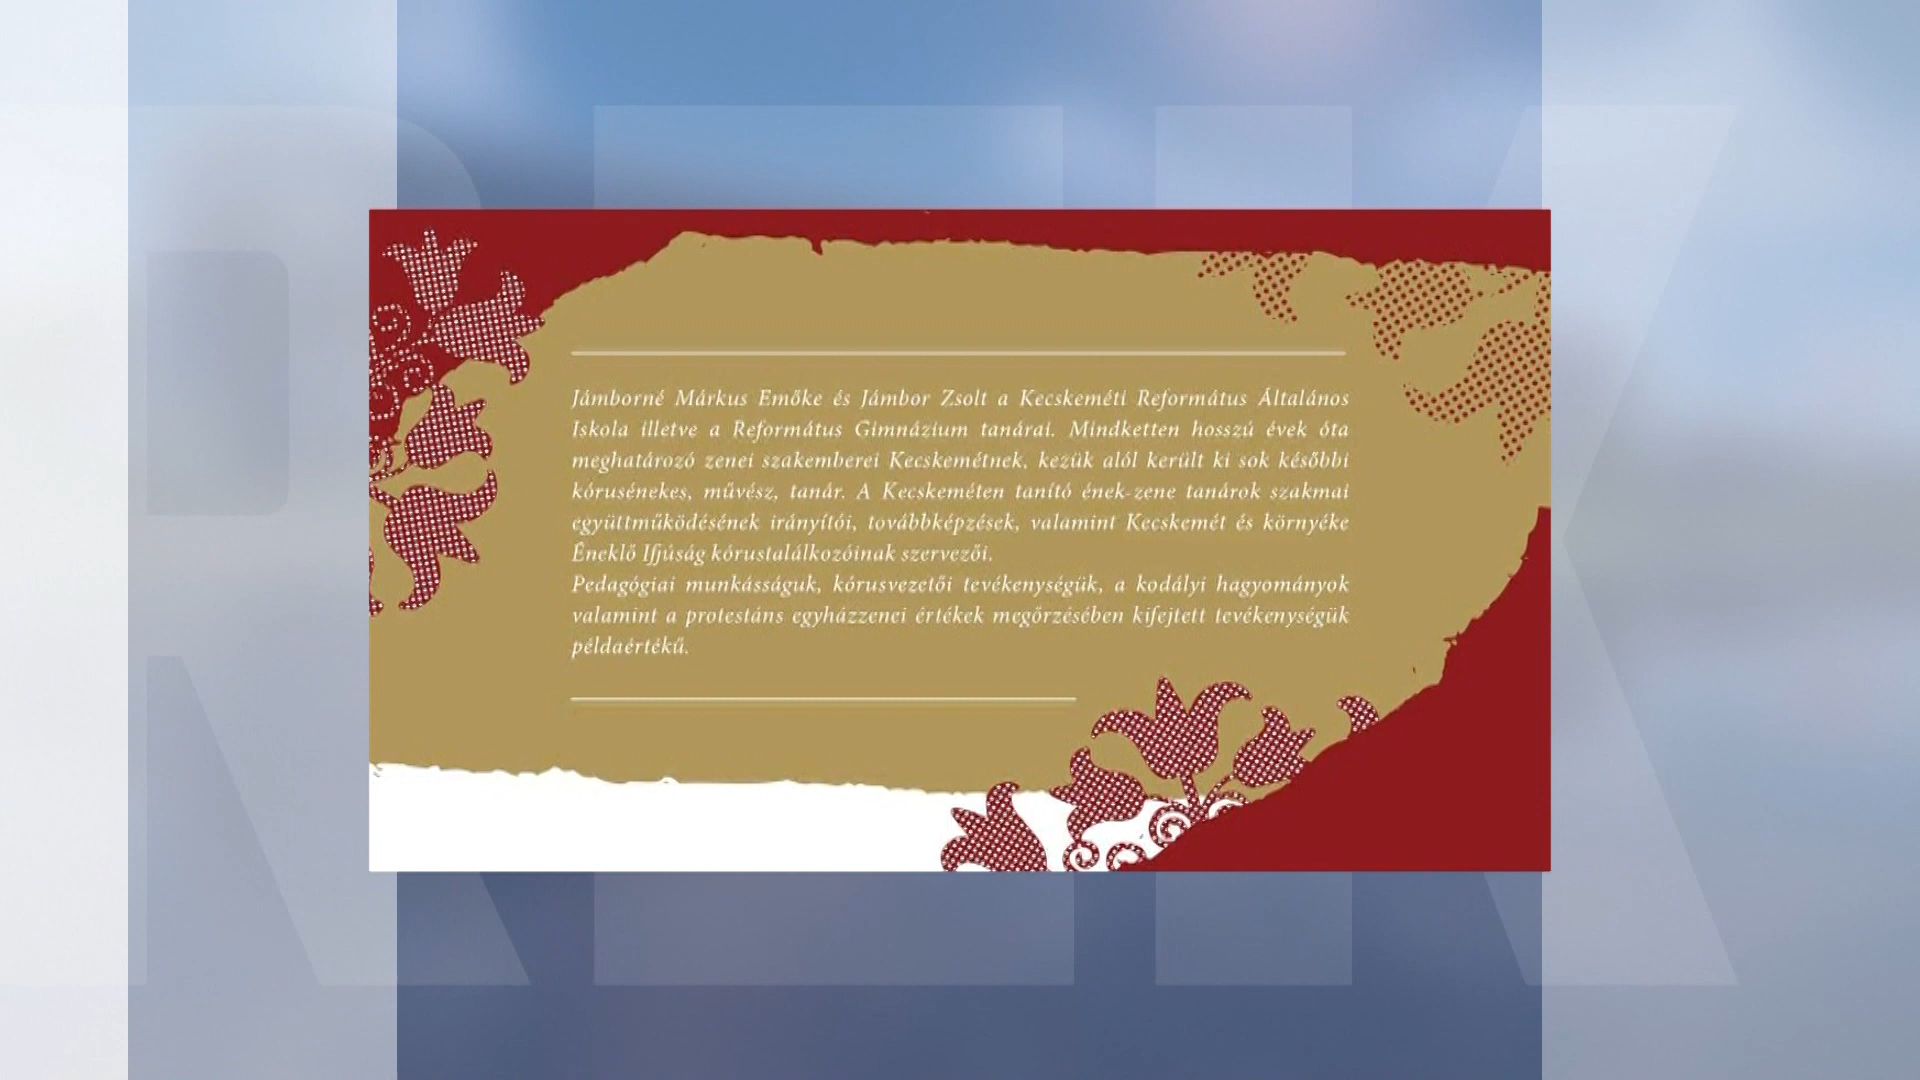 Jámborné Márkus Emőke és Jámbor Zsolt a Kecskeméti Református Általános
Iskola illetve a Református Gimnázium tanárai. Mindketten hosszú évek óta
meghatározó zenei szakemberei Kecskemétnek, kezük alól került ki sok későbbi
kórusénekes, művész, tanár. A Kecskeméten tanító ének-zene tanárok szakmai
együttműködésének irányítói, továbbképzések, valamint Kecskemét és környéke
Éneklő Ifjúság kórustalálkozóinak szervezői.
Pedagógiai munkásságuk, kórusvezetői tevékenységük, a kodályi hagyományok
valamint a protestáns egyházzenei értékek megőrzésében kifejtett tevékenységük
példaértékű.